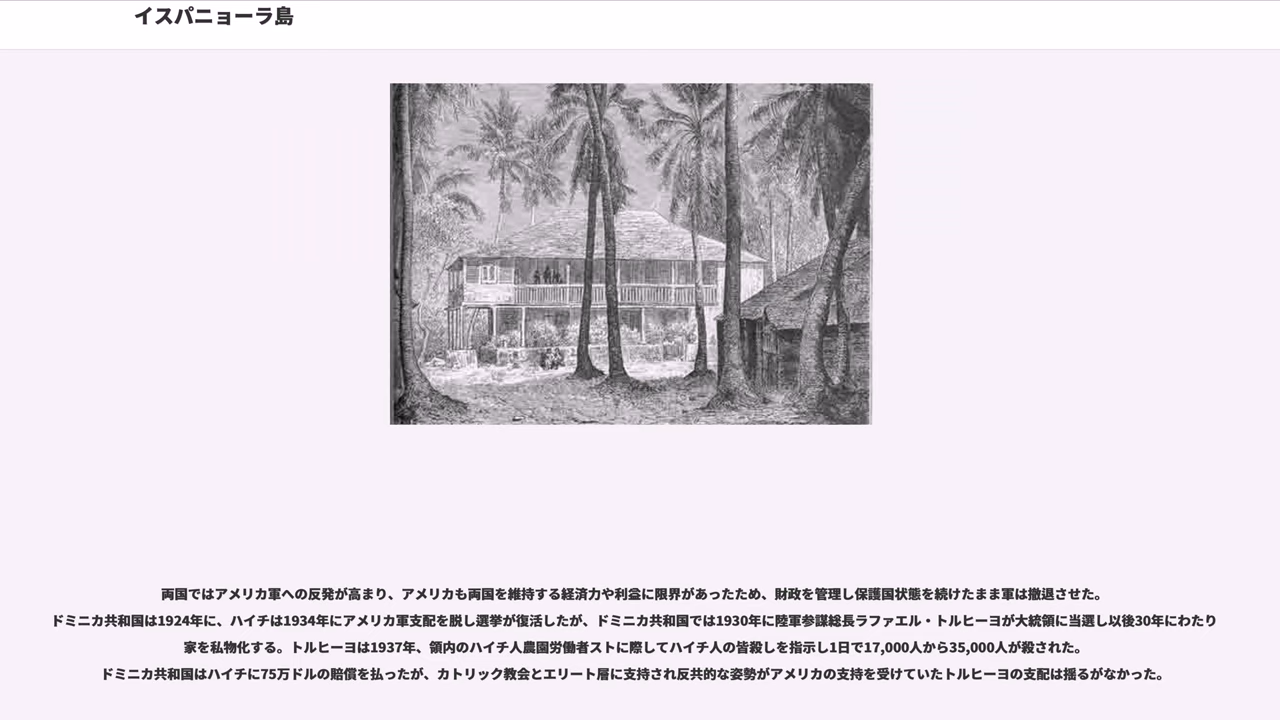 イスパニョーラ島
両国ではアメリカ軍への反発が高まり、アメリカも両国を維持する経済力や利益に限界があったため、財政を管理し保護国状態を続けたまま軍は撤退させた。
ドミニカ共和国は1924年に、ハイチは1934年にアメリカ軍支配を脱し選挙が復活したが、ドミニカ共和国では1930年に陸軍参謀総長ラファエル・トルヒーヨが大統領に当選し以後30年にわたり
家を私物化する。トルヒーヨは1937年、領内のハイチ人農園労働者ストに際してハイチ人の皆殺しを指示し1日で17,000人から35,000人が殺された。
ドミニカ共和国はハイチに75万ドルの賠償を払ったが、カトリック教会とエリート層に支持され反共的な姿勢がアメリカの支持を受けていたトルヒーヨの支配は揺るがなかった。